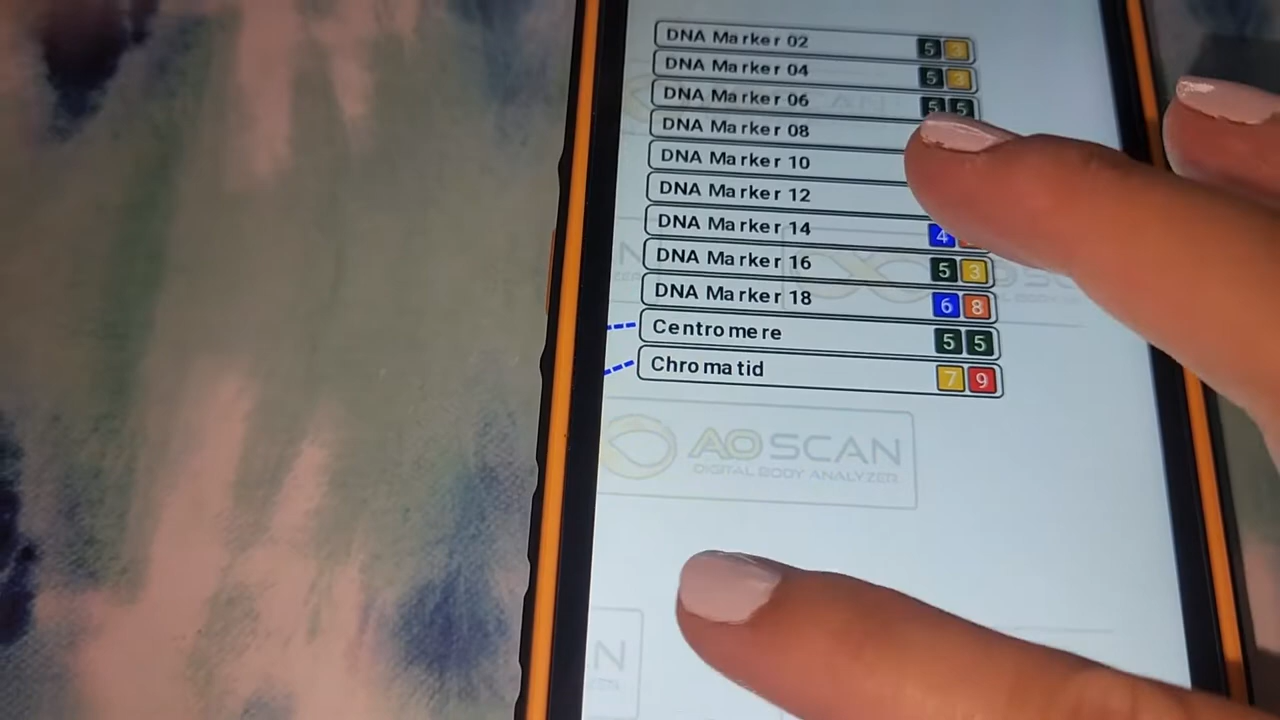 DNA Marker 02 5 3
DNA Marker 04 5 3
DNA Marker 06 5 5
DNA Marker 08
DNA Marker 10
DNA Marker 12
DNA Marker 14 4
DNA Marker 16 5 3
DNA Marker 18 6 8
Centromere 5 5
Chromatid 7 9
AO SCAN
DIGITAL BODY ANALYZER